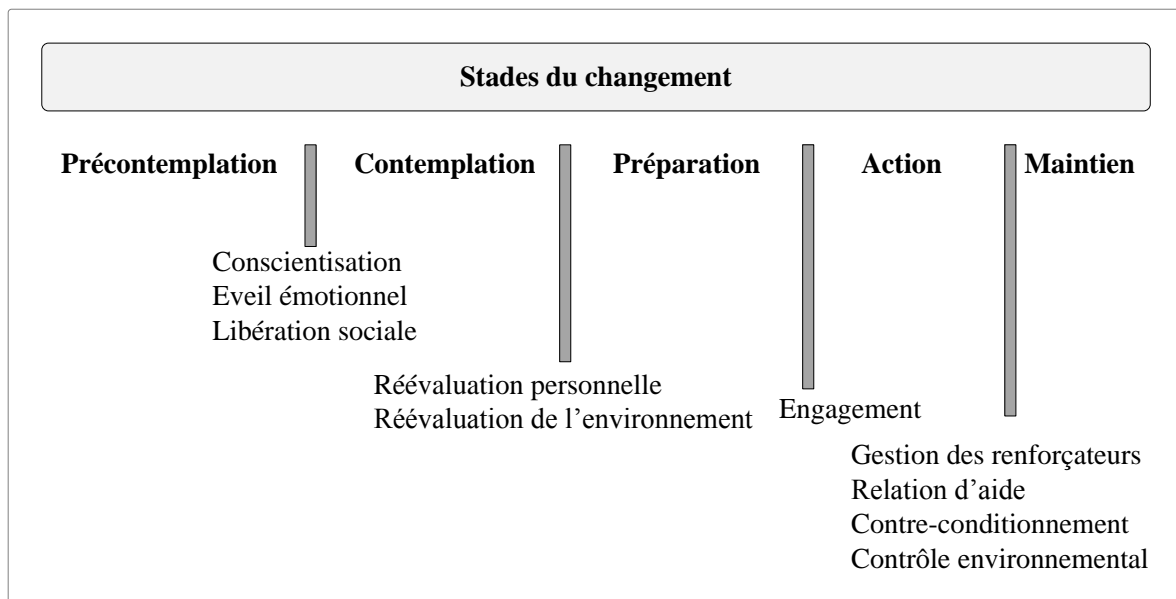 Stades du changement
Précontemplation Contemplation Préparation Action Maintien
Conscientisation
Eveil émotionnel
Libération sociale
Réévaluation personnelle
Réévaluation de l’environnement
Engagement
Gestion des renforçateurs
Relation d’aide
Contre-conditionnement
Contrôle environnemental